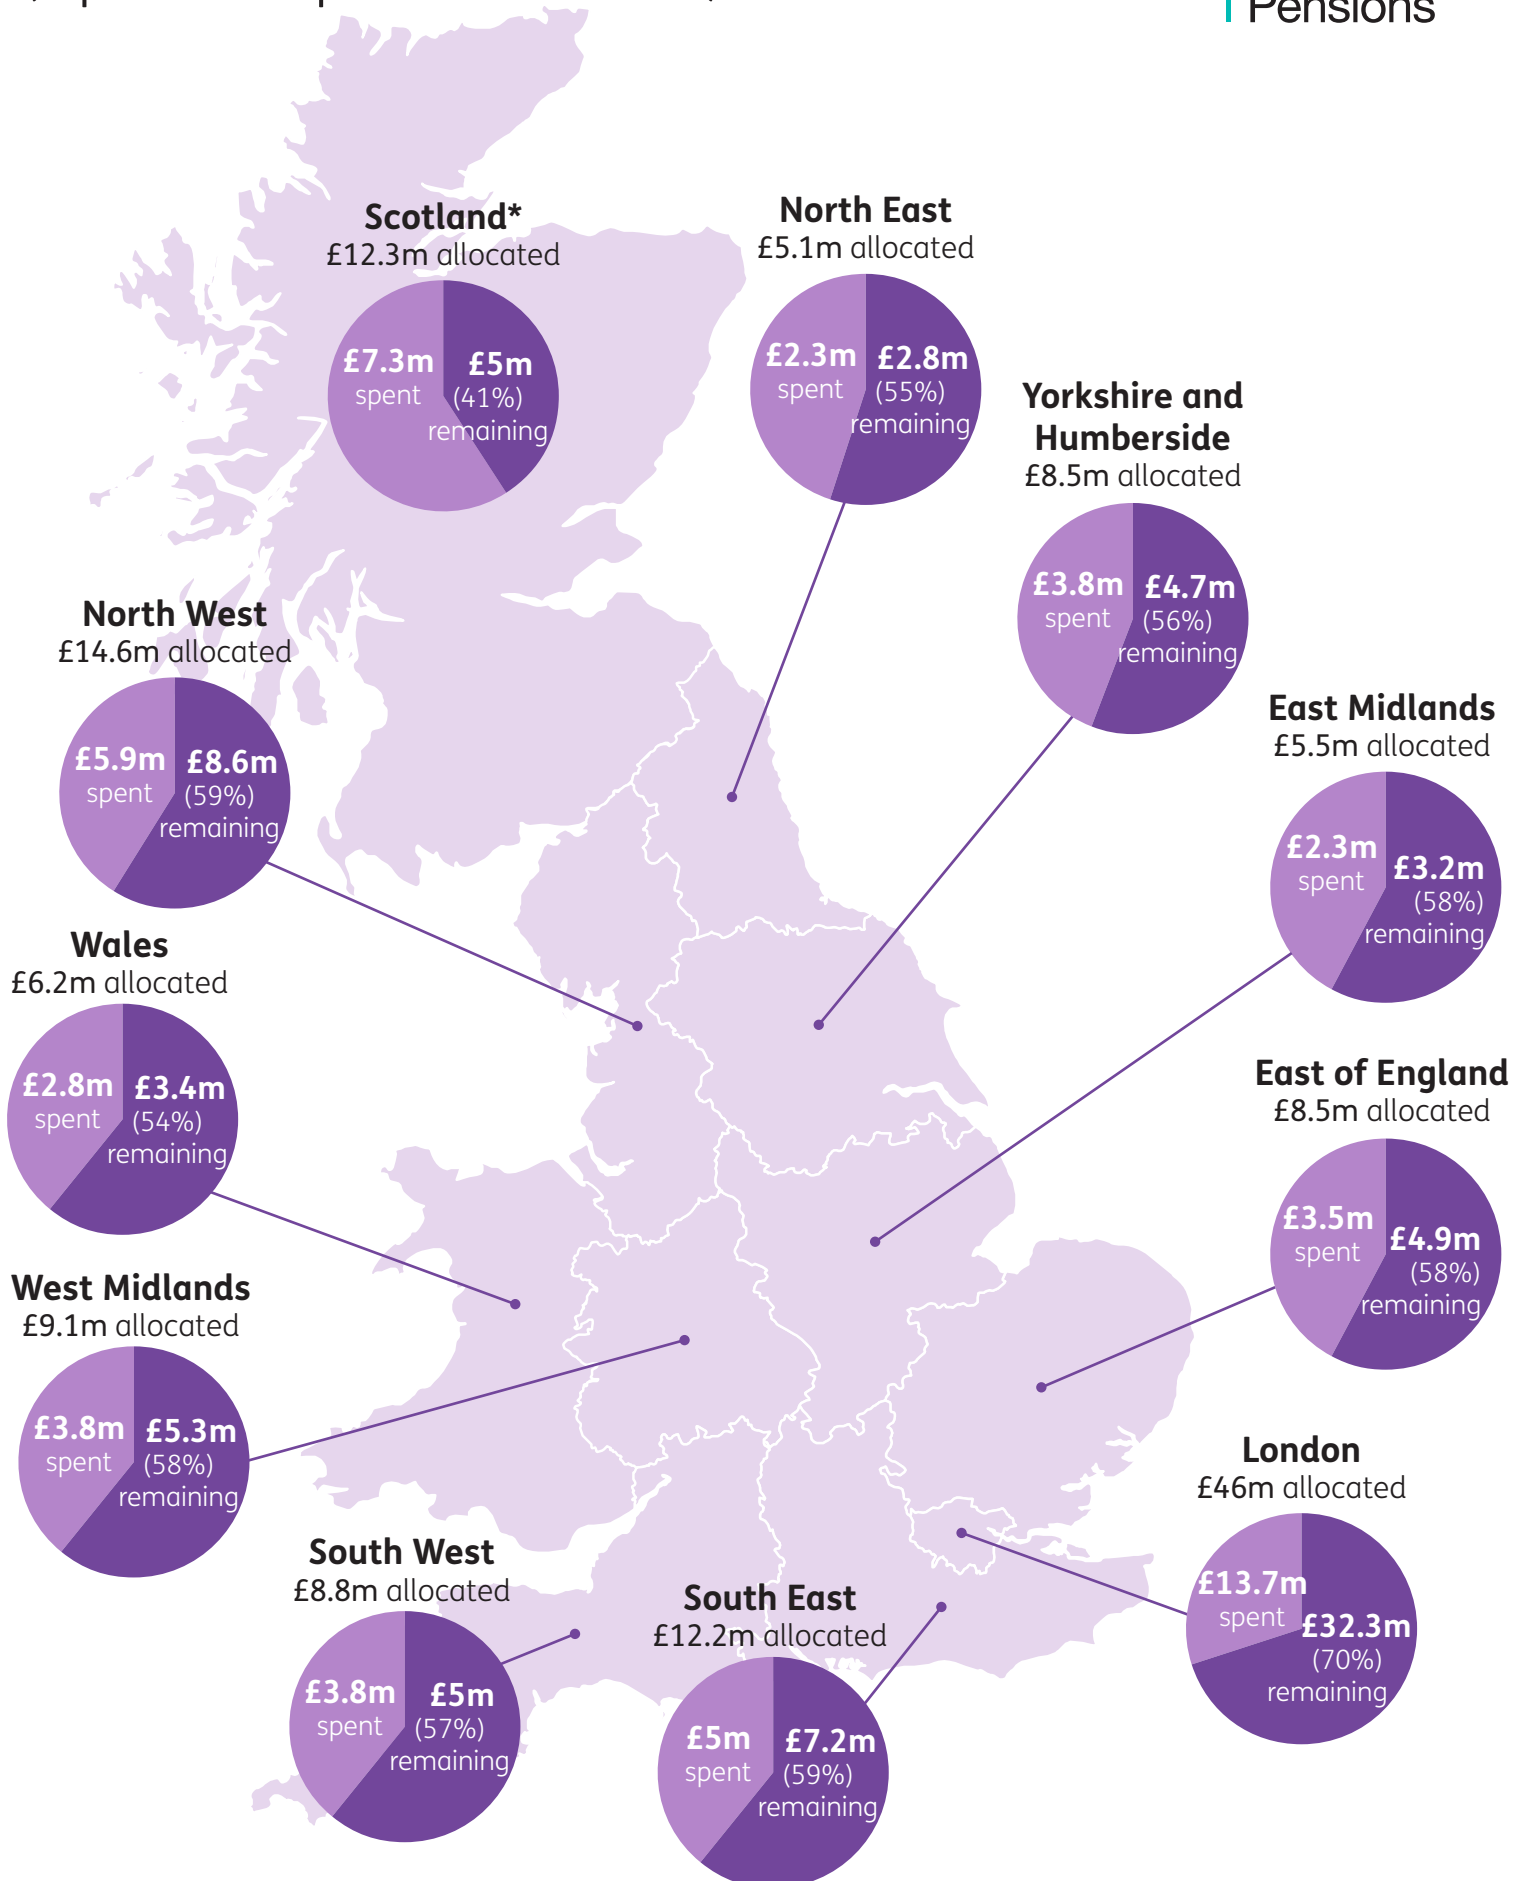 Pensions
Scotland*
£12.3m allocated
£7.3m
spent
£5m
(41%)
remaining
North East
£5.1m allocated
£2.3m
spent
£2.8m
(55%)
remaining
Yorkshire and
Humberside
£8.5m allocated
£3.8m
spent
£4.7m
(56%)
remaining
North West
£14.6m allocated
£5.9m
spent
£8.6m
(59%)
remaining
East Midlands
£5.5m allocated
£2.3m
spent
£3.2m
(58%)
remaining
Wales
£6.2m allocated
£2.8m
spent
£3.4m
(54%)
remaining
East of England
£8.5m allocated
£3.5m
spent
£4.9m
(58%)
remaining
West Midlands
£9.1m allocated
£3.8m
spent
£5.3m
(58%)
remaining
London
£46m allocated
£13.7m
spent
£32.3m
(70%)
remaining
South West
£8.8m allocated
£3.8m
spent
£5m
(57%)
remaining
South East
£12.2m allocated
£5m
spent
£7.2m
(59%)
remaining